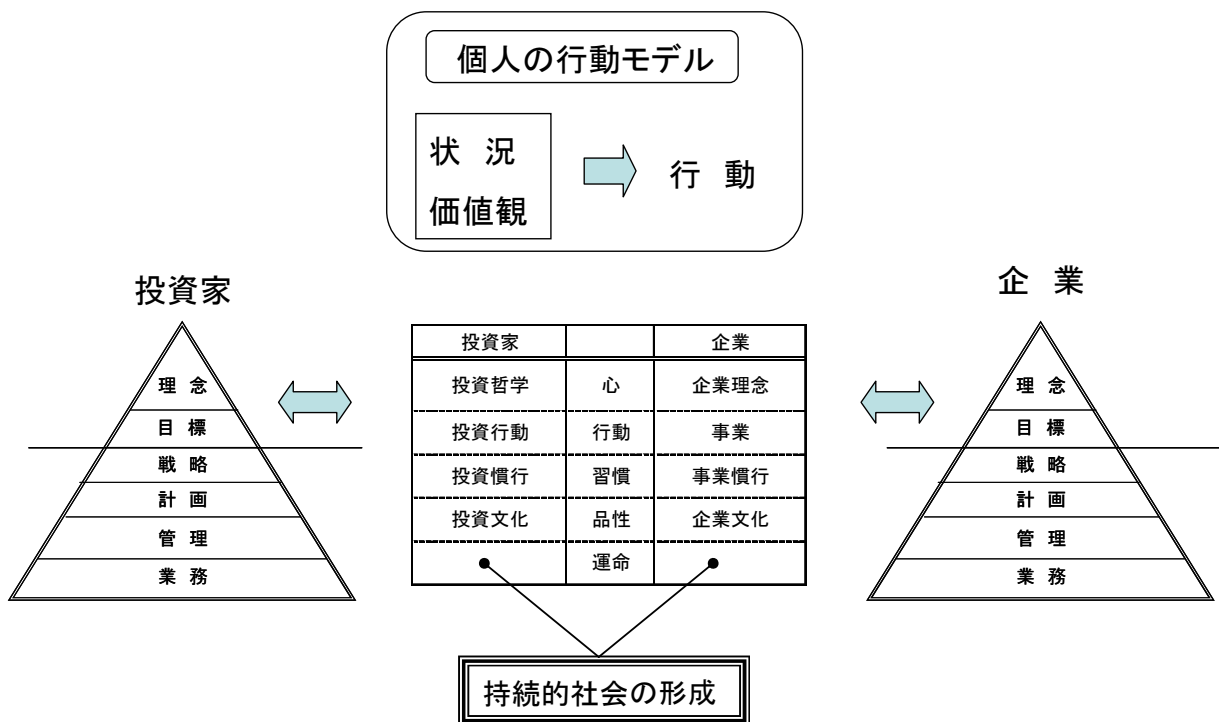 個人の行動モデル
状 況
価値観
行 動
投資家
理 念
目 標
戦 略
計 画
管 理
業 務
投資家 企業
投資哲学 心 企業理念
投資行動 行動 事業
投資慣行 習慣 事業慣行
投資文化 品性 企業文化
運命
企 業
理 念
目 標
戦 略
計 画
管 理
業 務
持続的社会の形成